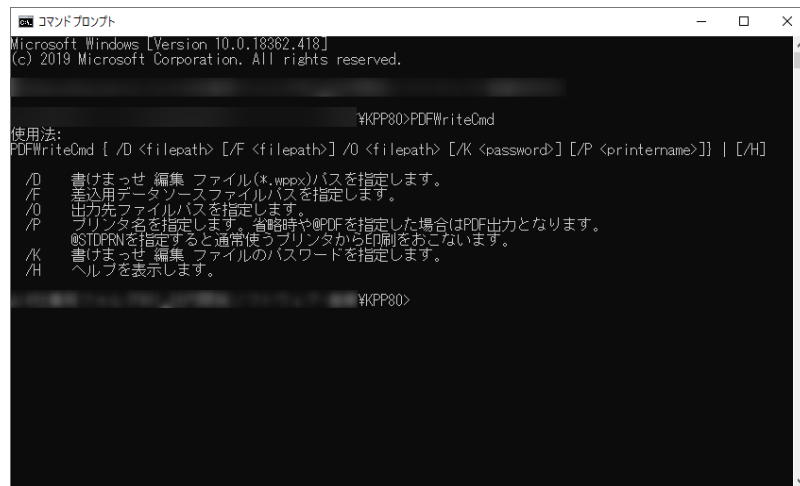 コマンドプロンプト
Microsoft Windows [Version 10.0.18362.418]
(c) 2019 Microsoft Corporation. All rights reserved.
¥KPP80>PDFWriteCmd
使用法:
PDFWriteCmd { /D <filepath> [/F <filepath>] /O <filepath> [/K <password>] [/P <printername>]} | [/H]
/D 書けまっせ 編集 ファイル(*.wppx)パスを指定します。
/F 差込用データソースファイルパスを指定します。
/O 出力先ファイルパスを指定します。
/P プリンタ名を指定します。省略時や@PDFを指定した場合はPDF出力となります。
@STDPRNを指定すると通常使うプリンタから印刷をおこないます。
/K 書けまっせ 編集 ファイルのパスワードを指定します。
/H ヘルプを表示します。
¥KPP80>